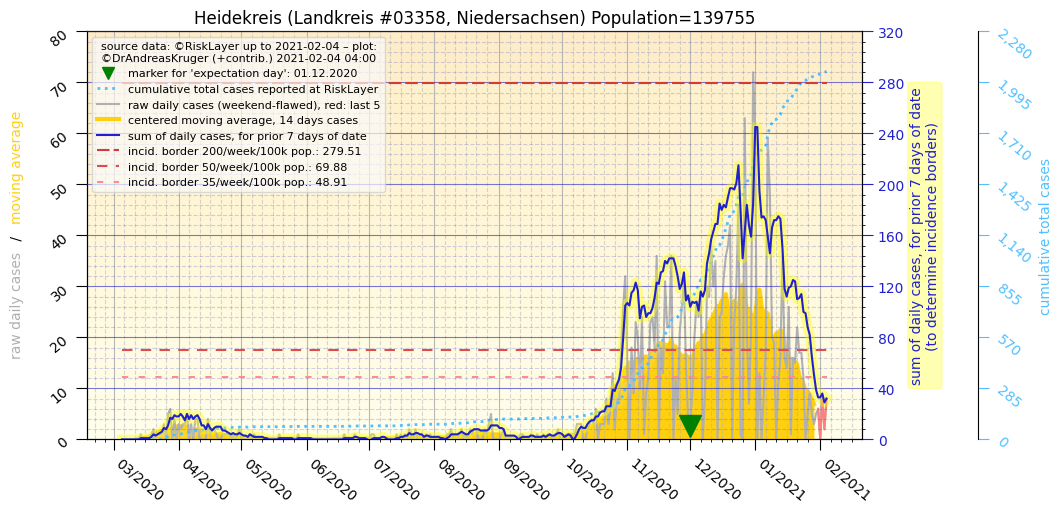 Heidekreis (Landkreis #03358, Niedersachsen) Population=139755
source data: ©RiskLayer up to 2021-02-04 – plot:
©DrAndreasKruger (+contrib.) 2021-02-04 04:00
marker for 'expectation day': 01.12.2020
cumulative total cases reported at RiskLayer
raw daily cases (weekend-flawed), red: last 5
centered moving average, 14 days cases
sum of daily cases, for prior 7 days of date
incid. border 200/week/100k pop.: 279.51
incid. border 50/week/100k pop.: 69.88
incid. border 35/week/100k pop.: 48.91
raw daily cases / moving average
80
70
60
50
40
30
20
10
0
03/2020
04/2020
05/2020
06/2020
07/2020
08/2020
09/2020
10/2020
11/2020
12/2020
01/2021
02/2021
320
280
240
200
160
120
80
40
0
sum of daily cases, for prior 7 days of date
(to determine incidence borders)
2,280
1,995
1,710
1,425
1,140
855
570
285
0
cumulative total cases